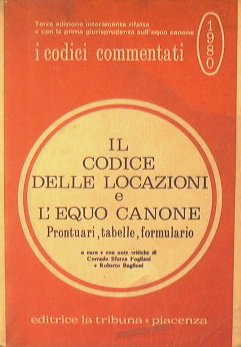 Terza edizione interamente rifatta
e con la prima giurisprudenza sull'equo canone
i codici commentati
1980
IL
CODICE
DELLE LOCAZIONI
e
L'EQUO CANONE
Prontuari, tabelle, formulario
a cura e con note critiche di
Corrado Sforza Fogliani
e Roberto Baglioni
editrice la tribuna • piacenza